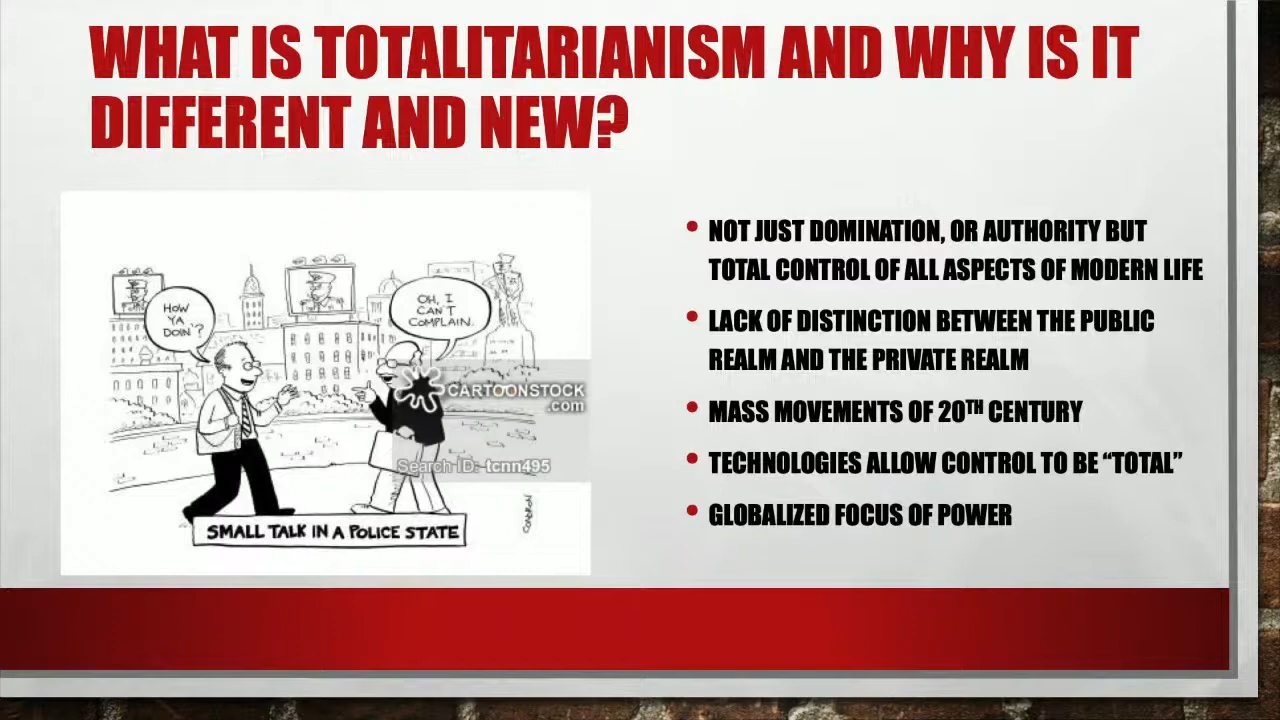 WHAT IS TOTALITARIANISM AND WHY IS IT
DIFFERENT AND NEW?
HOW
YA
DOIN'?
OH, I
CAN'T
COMPLAIN.
CARTOONSTOCK
.com
Search ID: tcnn495
CONDRON
SMALL TALK IN A POLICE STATE
• NOT JUST DOMINATION, OR AUTHORITY BUT
TOTAL CONTROL OF ALL ASPECTS OF MODERN LIFE
• LACK OF DISTINCTION BETWEEN THE PUBLIC
REALM AND THE PRIVATE REALM
• MASS MOVEMENTS OF 20TH CENTURY
• TECHNOLOGIES ALLOW CONTROL TO BE “TOTAL”
• GLOBALIZED FOCUS OF POWER